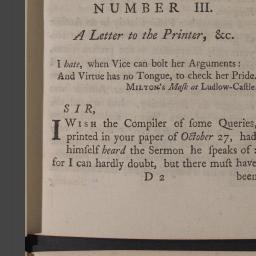 NUMBER III.
A Letter to the Printer, &c.
I hate, when Vice can bolt her Arguments:
And Virtue has no Tongue, to check her Pride.
MILTON's Maſk at Ludlow-Caſtle.
SIR,
I WISH the Compiler of ſome Queries,
printed in your paper of October 27, had
himſelf heard the Sermon he ſpeaks of:
for I can hardly doubt, but there muſt have
D 2 been